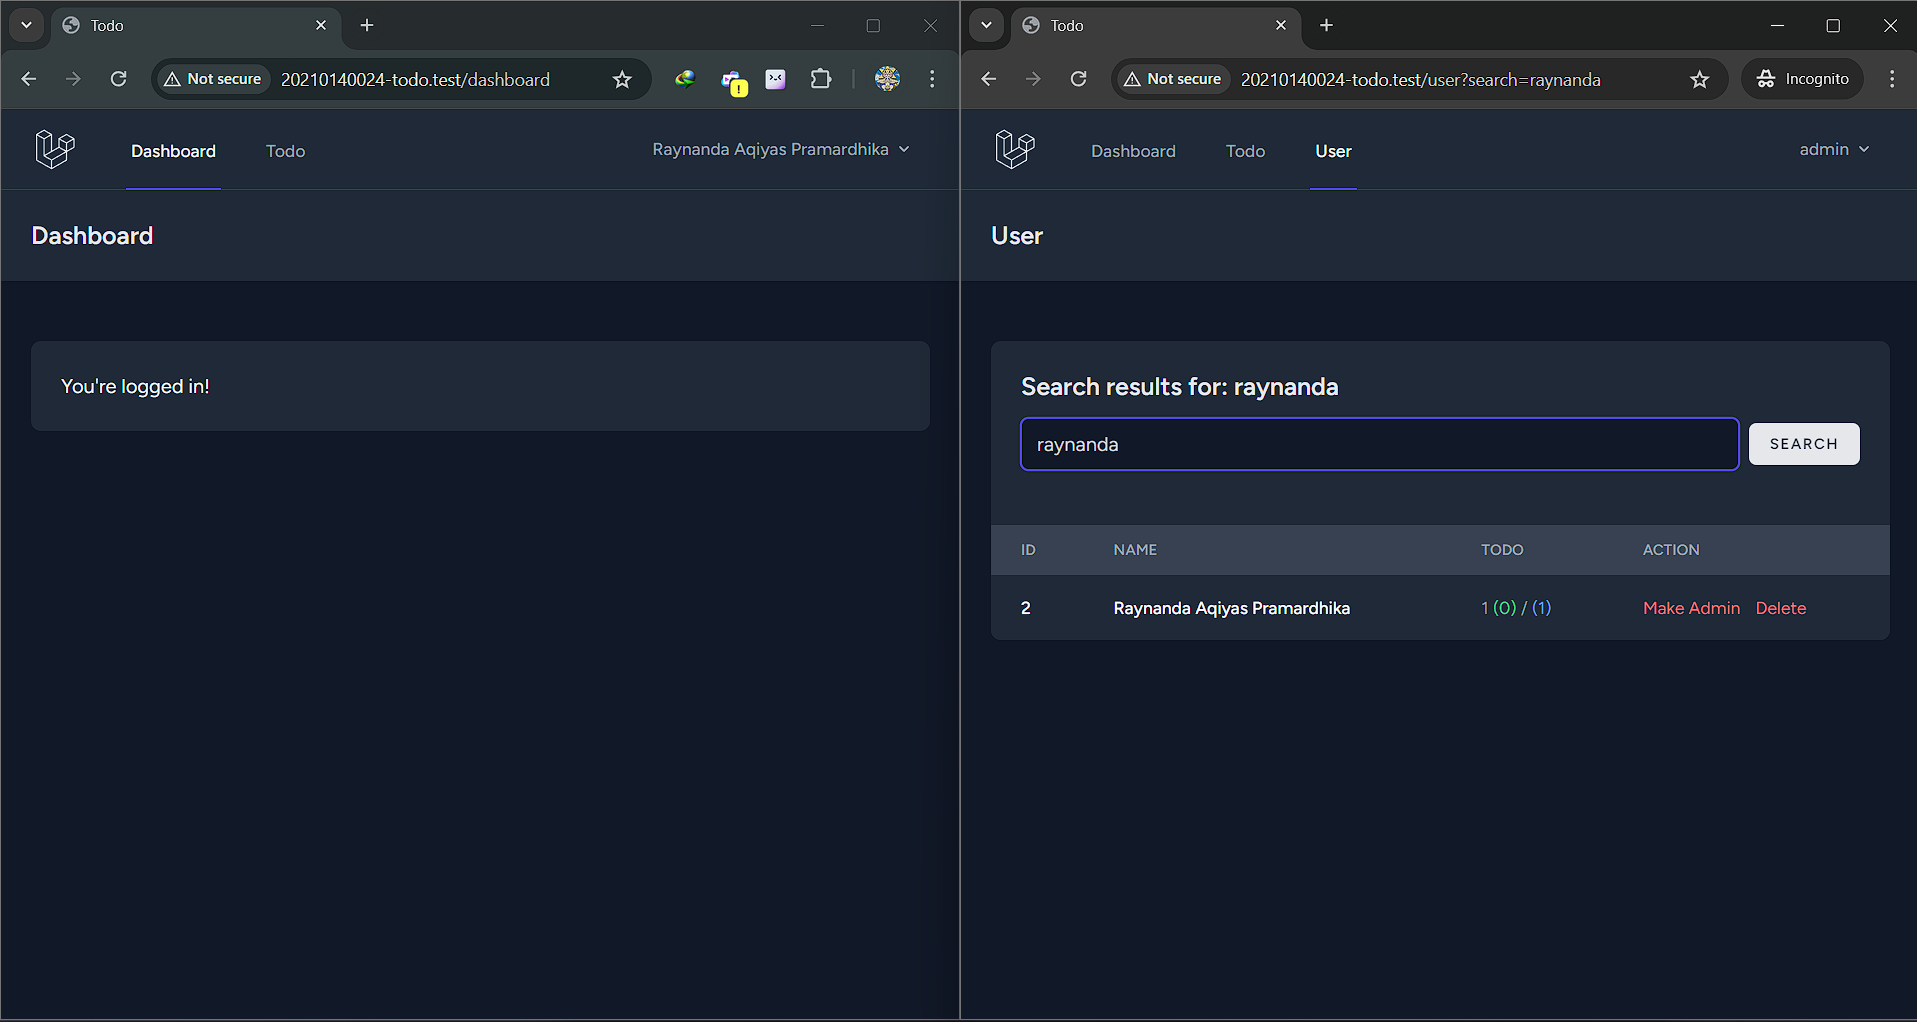 Todo
Not secure 20210140024-todo.test/dashboard
Dashboard Todo Raynanda Aqiyas Pramardhika
Dashboard
You're logged in!
Todo
Not secure 20210140024-todo.test/user?search=raynanda Incognito
Dashboard Todo User admin
User
Search results for: raynanda
raynanda SEARCH
ID NAME TODO ACTION
2 Raynanda Aqiyas Pramardhika 1 (0) / (1) Make Admin Delete